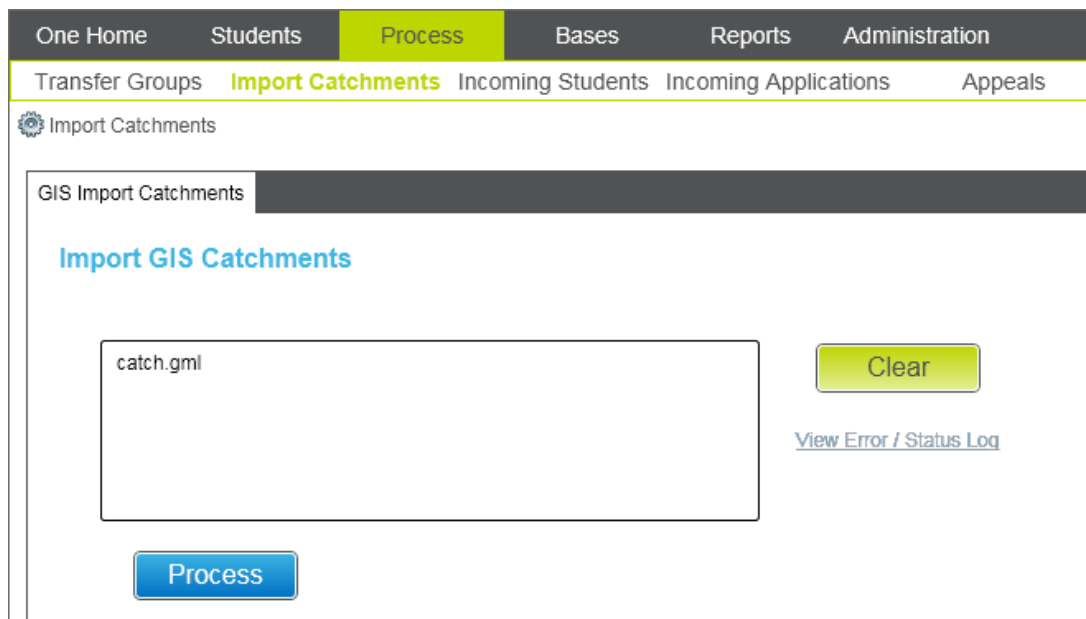 One Home Students Process Bases Reports Administration
Transfer Groups Import Catchments Incoming Students Incoming Applications Appeals
Import Catchments
GIS Import Catchments
Import GIS Catchments
catch.gml
Clear
View Error / Status Log
Process